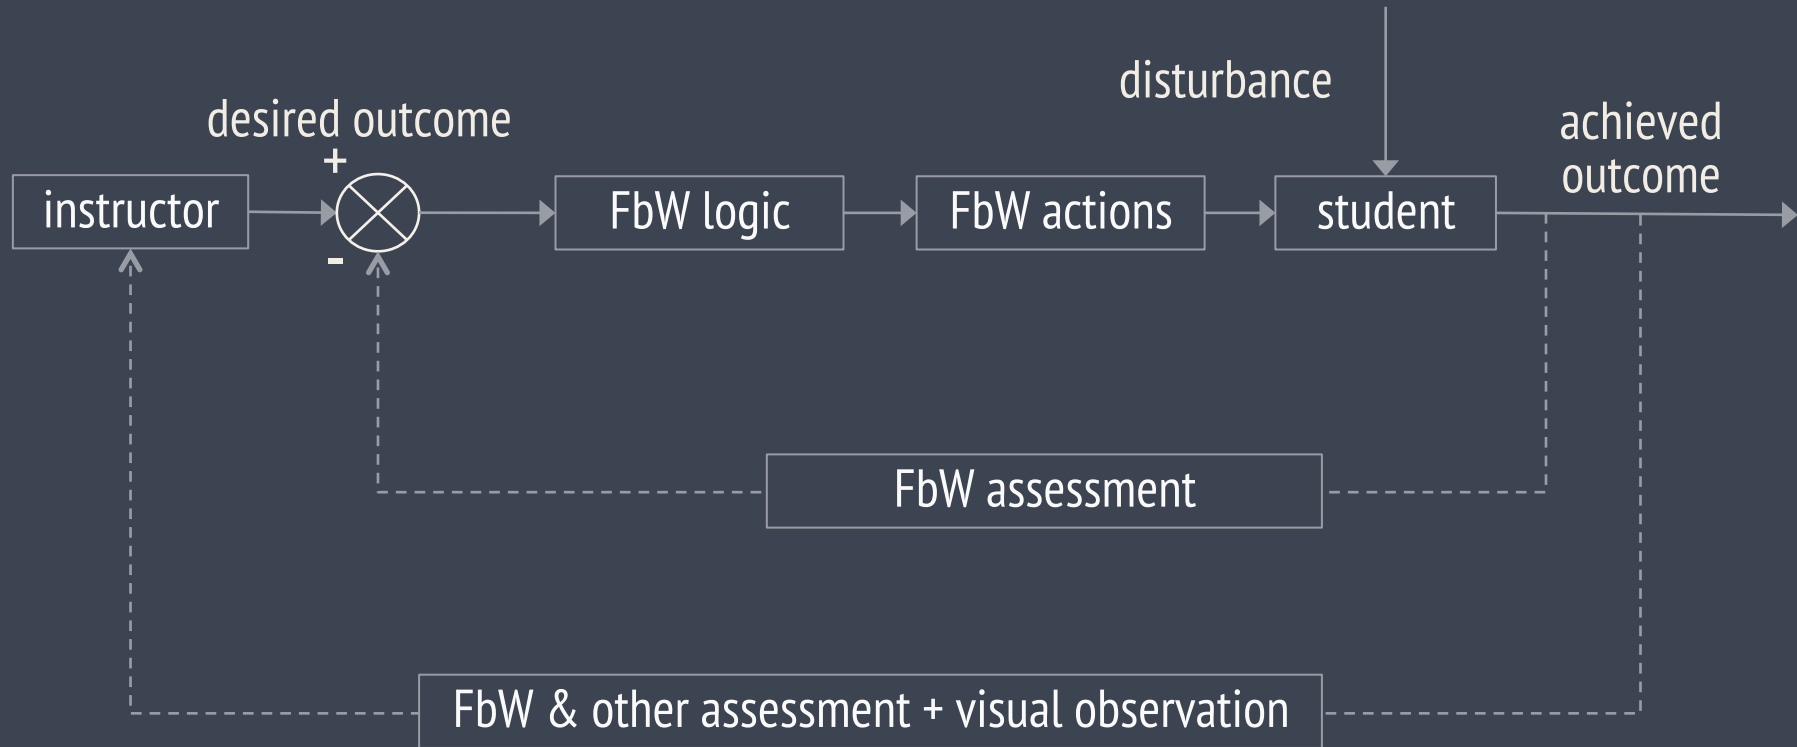 disturbance
desired outcome
achieved
outcome
+
instructor
FbW logic
FbW actions
student
-
FbW assessment
FbW & other assessment + visual observation